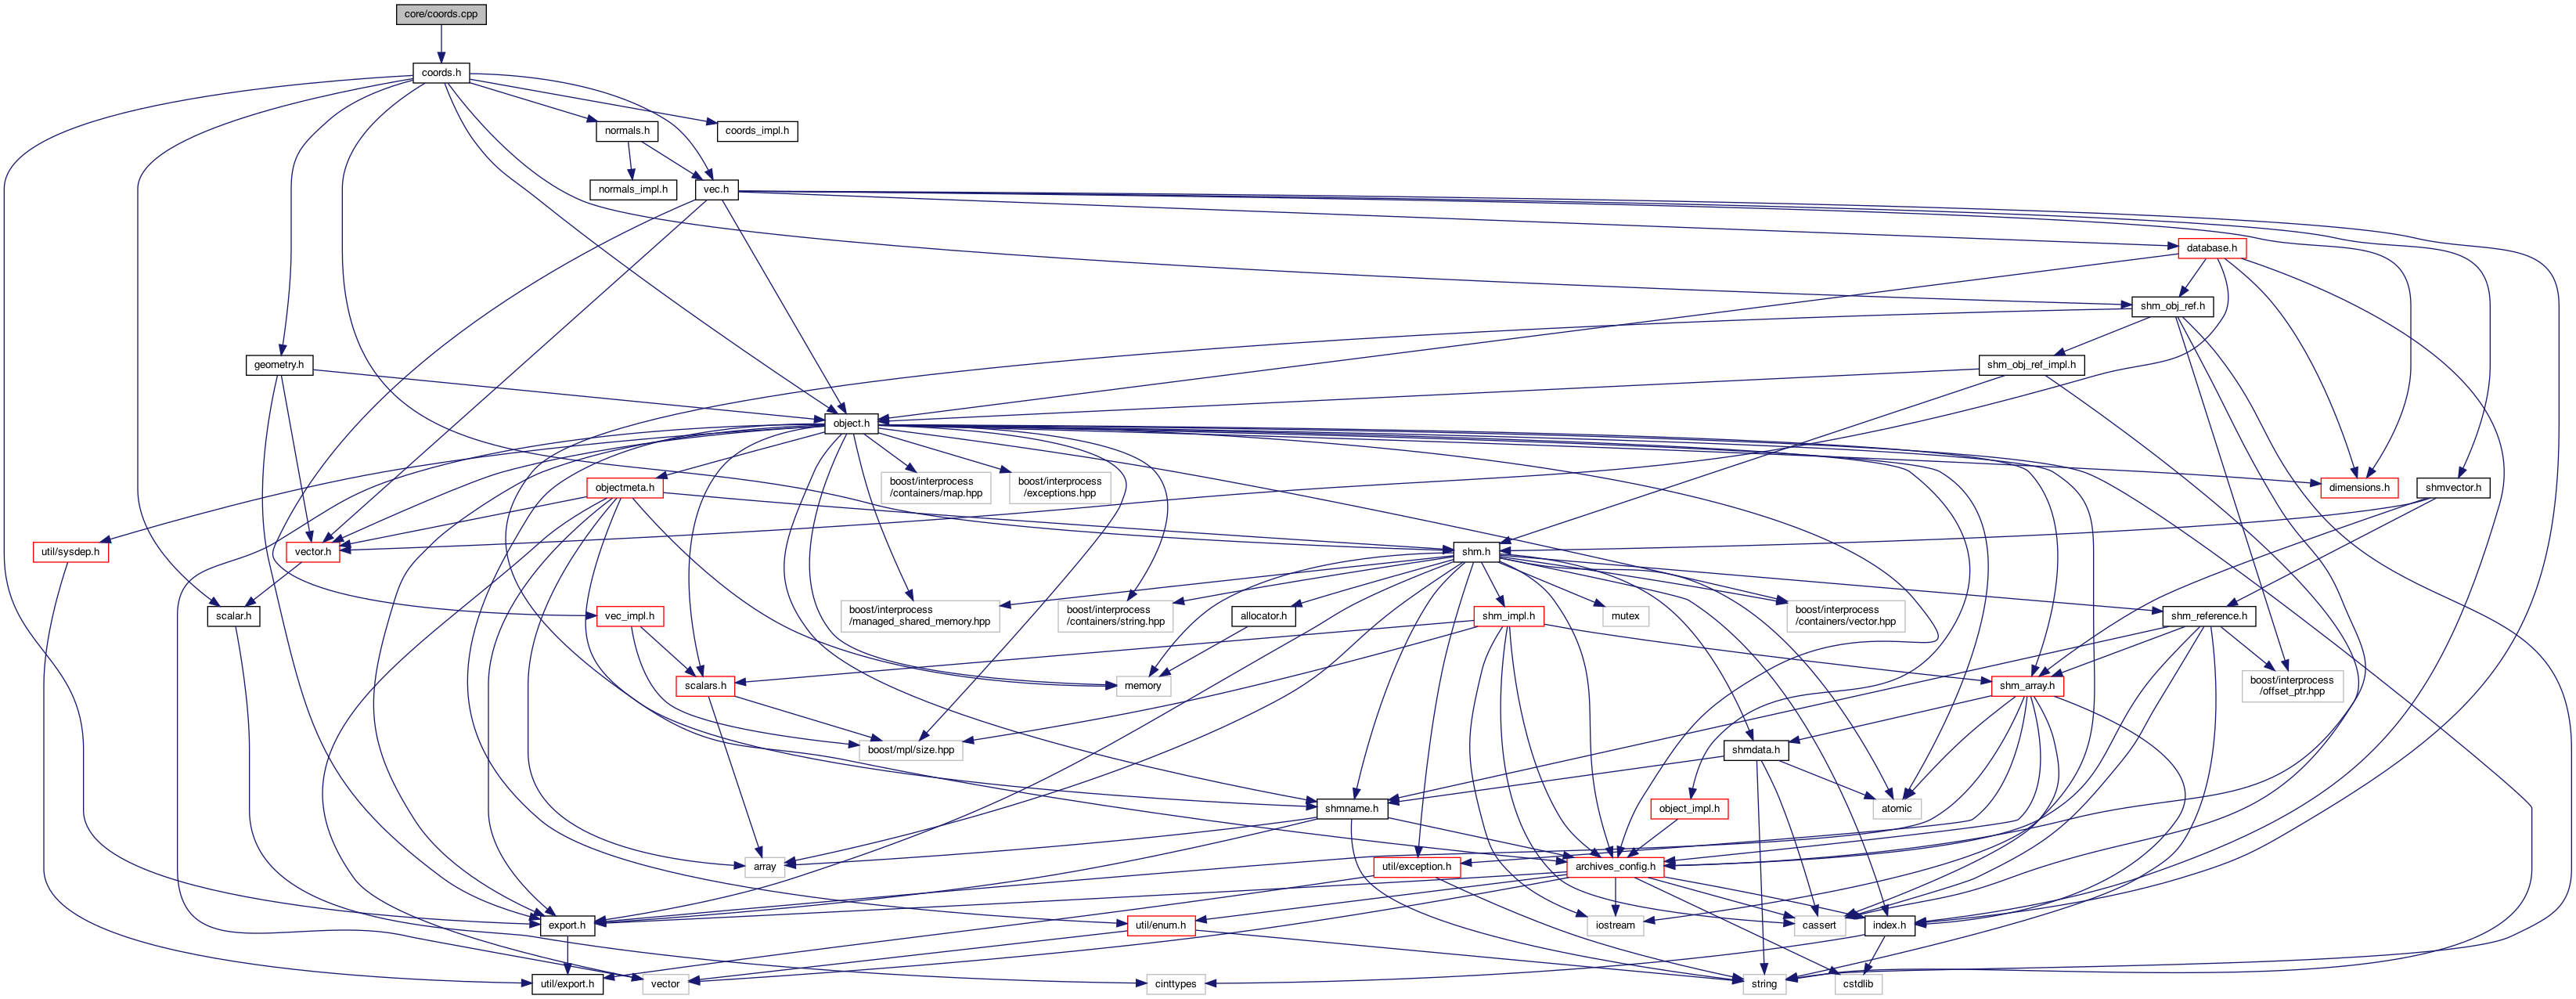 core/coords.cpp
coords.h
normals.h
coords_impl.h
normals_impl.h
vec.h
database.h
shm_obj_ref.h
geometry.h
shm_obj_ref_impl.h
object.h
objectmeta.h
boost/interprocess
/containers/map.hpp
boost/interprocess
/exceptions.hpp
dimensions.h
shmvector.h
util/sysdep.h
vector.h
shm.h
scalar.h
vec_impl.h
boost/interprocess
/managed_shared_memory.hpp
boost/interprocess
/containers/string.hpp
allocator.h
shm_impl.h
mutex
boost/interprocess
/containers/vector.hpp
shm_reference.h
scalars.h
memory
shm_array.h
boost/interprocess
/offset_ptr.hpp
boost/mpl/size.hpp
shmdata.h
shmname.h
object_impl.h
atomic
array
util/exception.h
archives_config.h
export.h
util/enum.h
iostream
cassert
index.h
util/export.h
vector
cinttypes
string
cstdlib